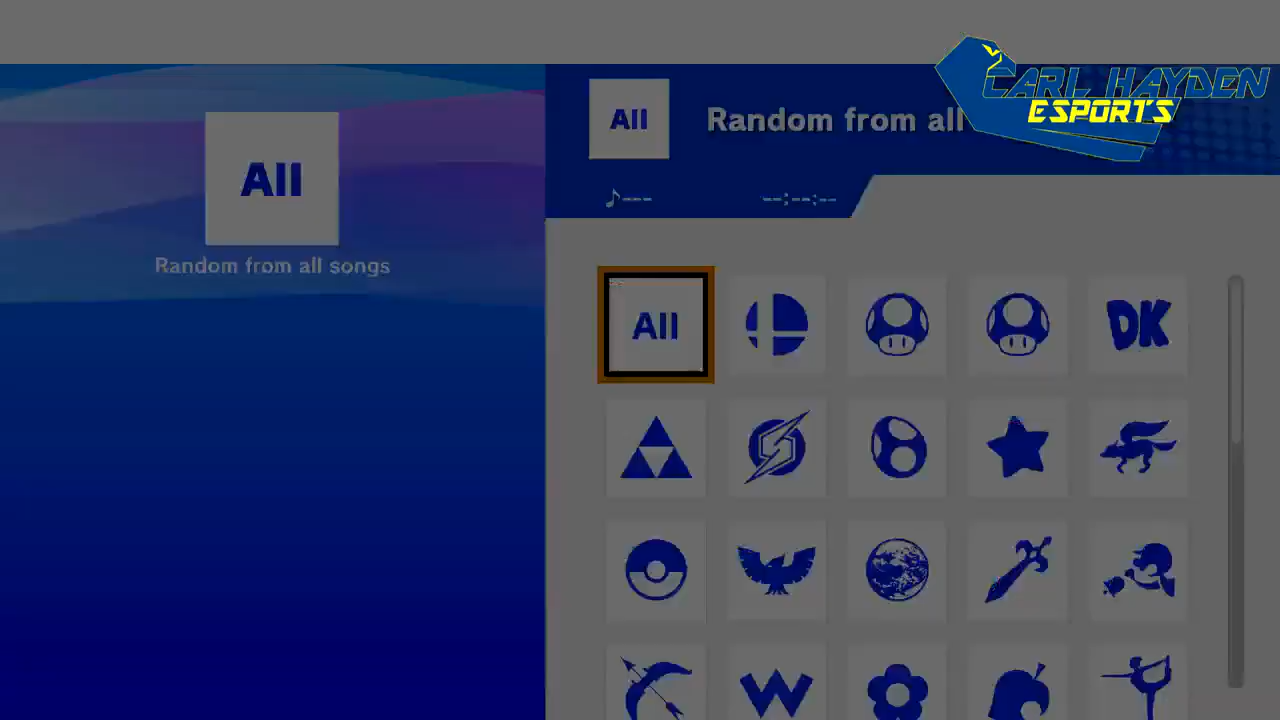 All
Random from all songs
All
Random from all
♪---
--:--:--
CARL HAYDEN
ESPORTS
All
DK